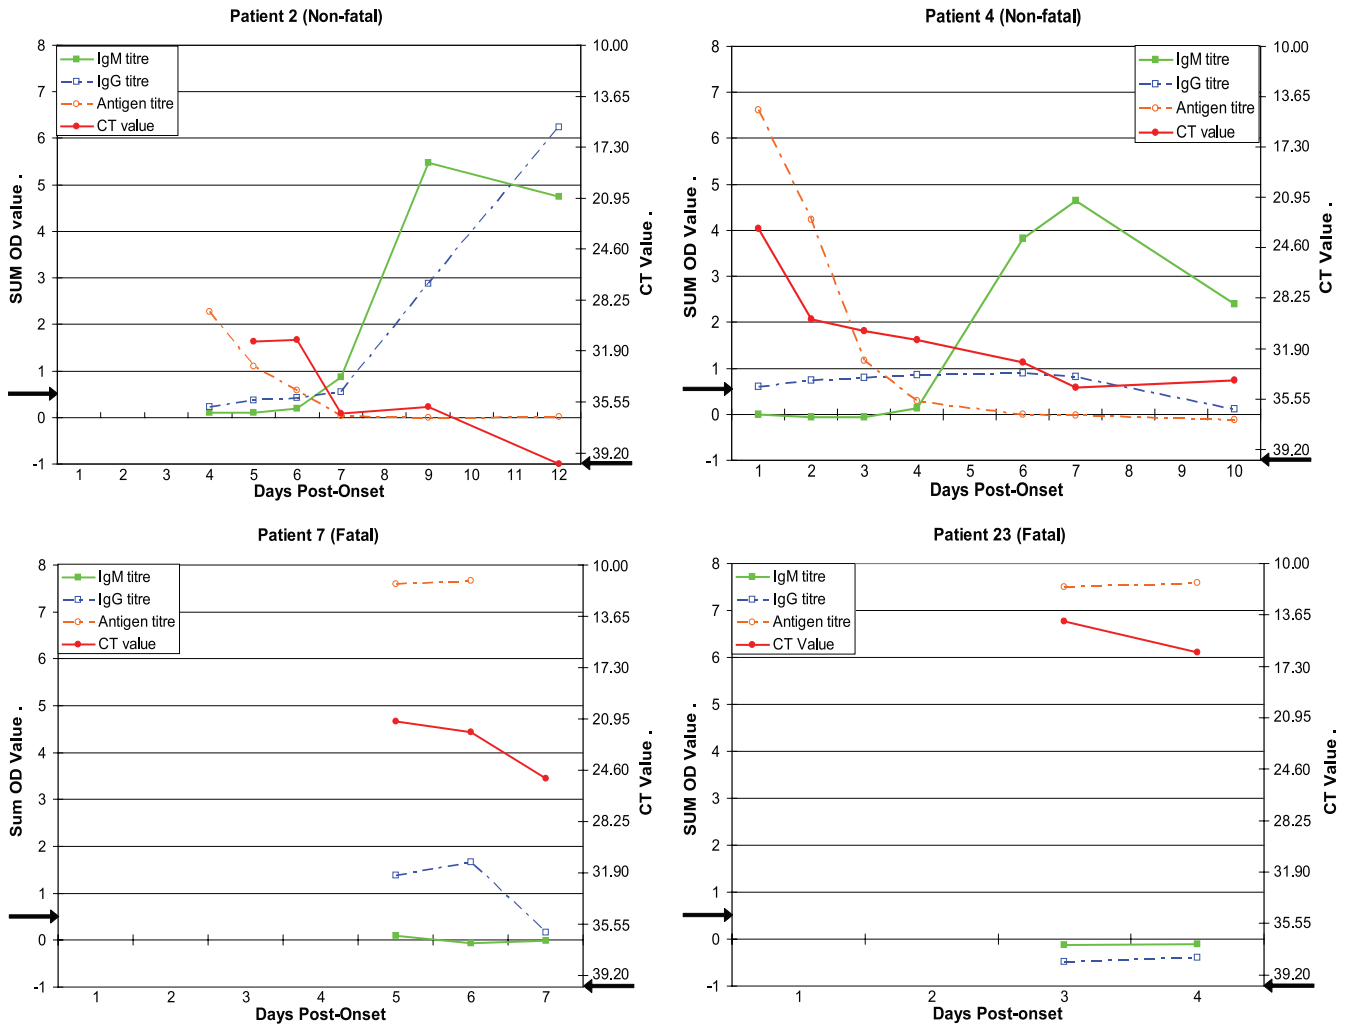 Patient 2 (Non-fatal)
IgM titre
IgG titre
Antigen titre
CT value
8
7
6
5
4
3
2
1
0
-1
SUM OD value .
10.00
13.65
17.30
20.95
24.60
28.25
31.90
35.55
39.20
CT Value .
1 2 3 4 5 6 7 8 9 10 11 12
Days Post-Onset
Patient 4 (Non-fatal)
IgM titre
IgG titre
Antigen titre
CT value
8
7
6
5
4
3
2
1
0
-1
SUM OD Value .
10.00
13.65
17.30
20.95
24.60
28.25
31.90
35.55
39.20
CT Value .
1 2 3 4 5 6 7 8 9 10
Days Post-Onset
Patient 7 (Fatal)
IgM titre
IgG titre
Antigen titre
CT value
8
7
6
5
4
3
2
1
0
-1
Sum OD Value .
10.00
13.65
17.30
20.95
24.60
28.25
31.90
35.55
39.20
CT Value .
1 2 3 4 5 6 7
Days Post-Onset
Patient 23 (Fatal)
IgM titre
IgG titre
Antigen titre
CT Value
8
7
6
5
4
3
2
1
0
-1
SUM OD Value .
10.00
13.65
17.30
20.95
24.60
28.25
31.90
35.55
39.20
CT Value .
1 2 3 4
Days Post-onset